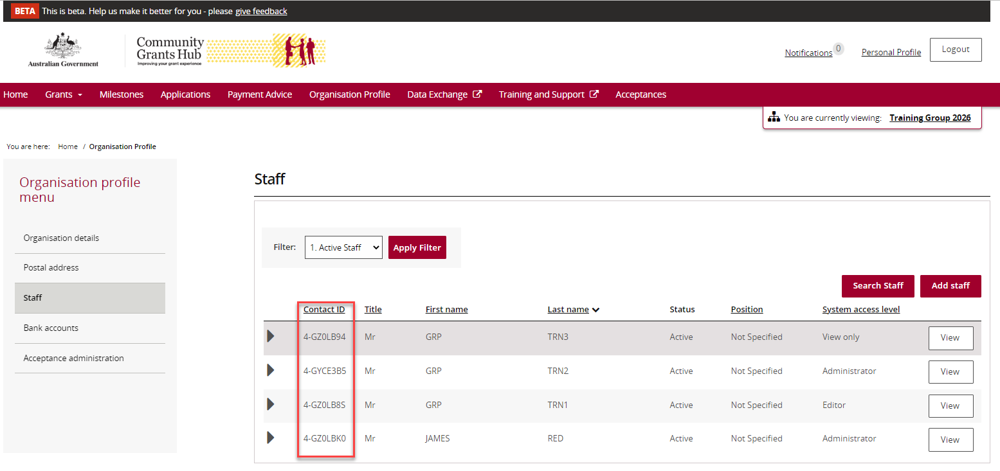 BETA This is beta. Help us make it better for you - please give feedback
Australian Government
Community
Grants Hub
Improving your grant experience
Notifications 0 Personal Profile Logout
Home Grants Milestones Applications Payment Advice Organisation Profile Data Exchange Training and Support Acceptances
You are currently viewing: Training Group 2026
You are here: Home / Organisation Profile
Organisation profile
menu
Organisation details
Postal address
Staff
Bank accounts
Acceptance administration
Staff
Filter: 1. Active Staff Apply Filter
Search Staff Add staff
Contact ID Title First name Last name Status Position System access level
4-GZ0LB94 Mr GRP TRN3 Active Not Specified View only View
4-GYCE3B5 Mr GRP TRN2 Active Not Specified Administrator View
4-GZ0LB8S Mr GRP TRN1 Active Not Specified Editor View
4-GZ0LBK0 Mr JAMES RED Active Not Specified Administrator View